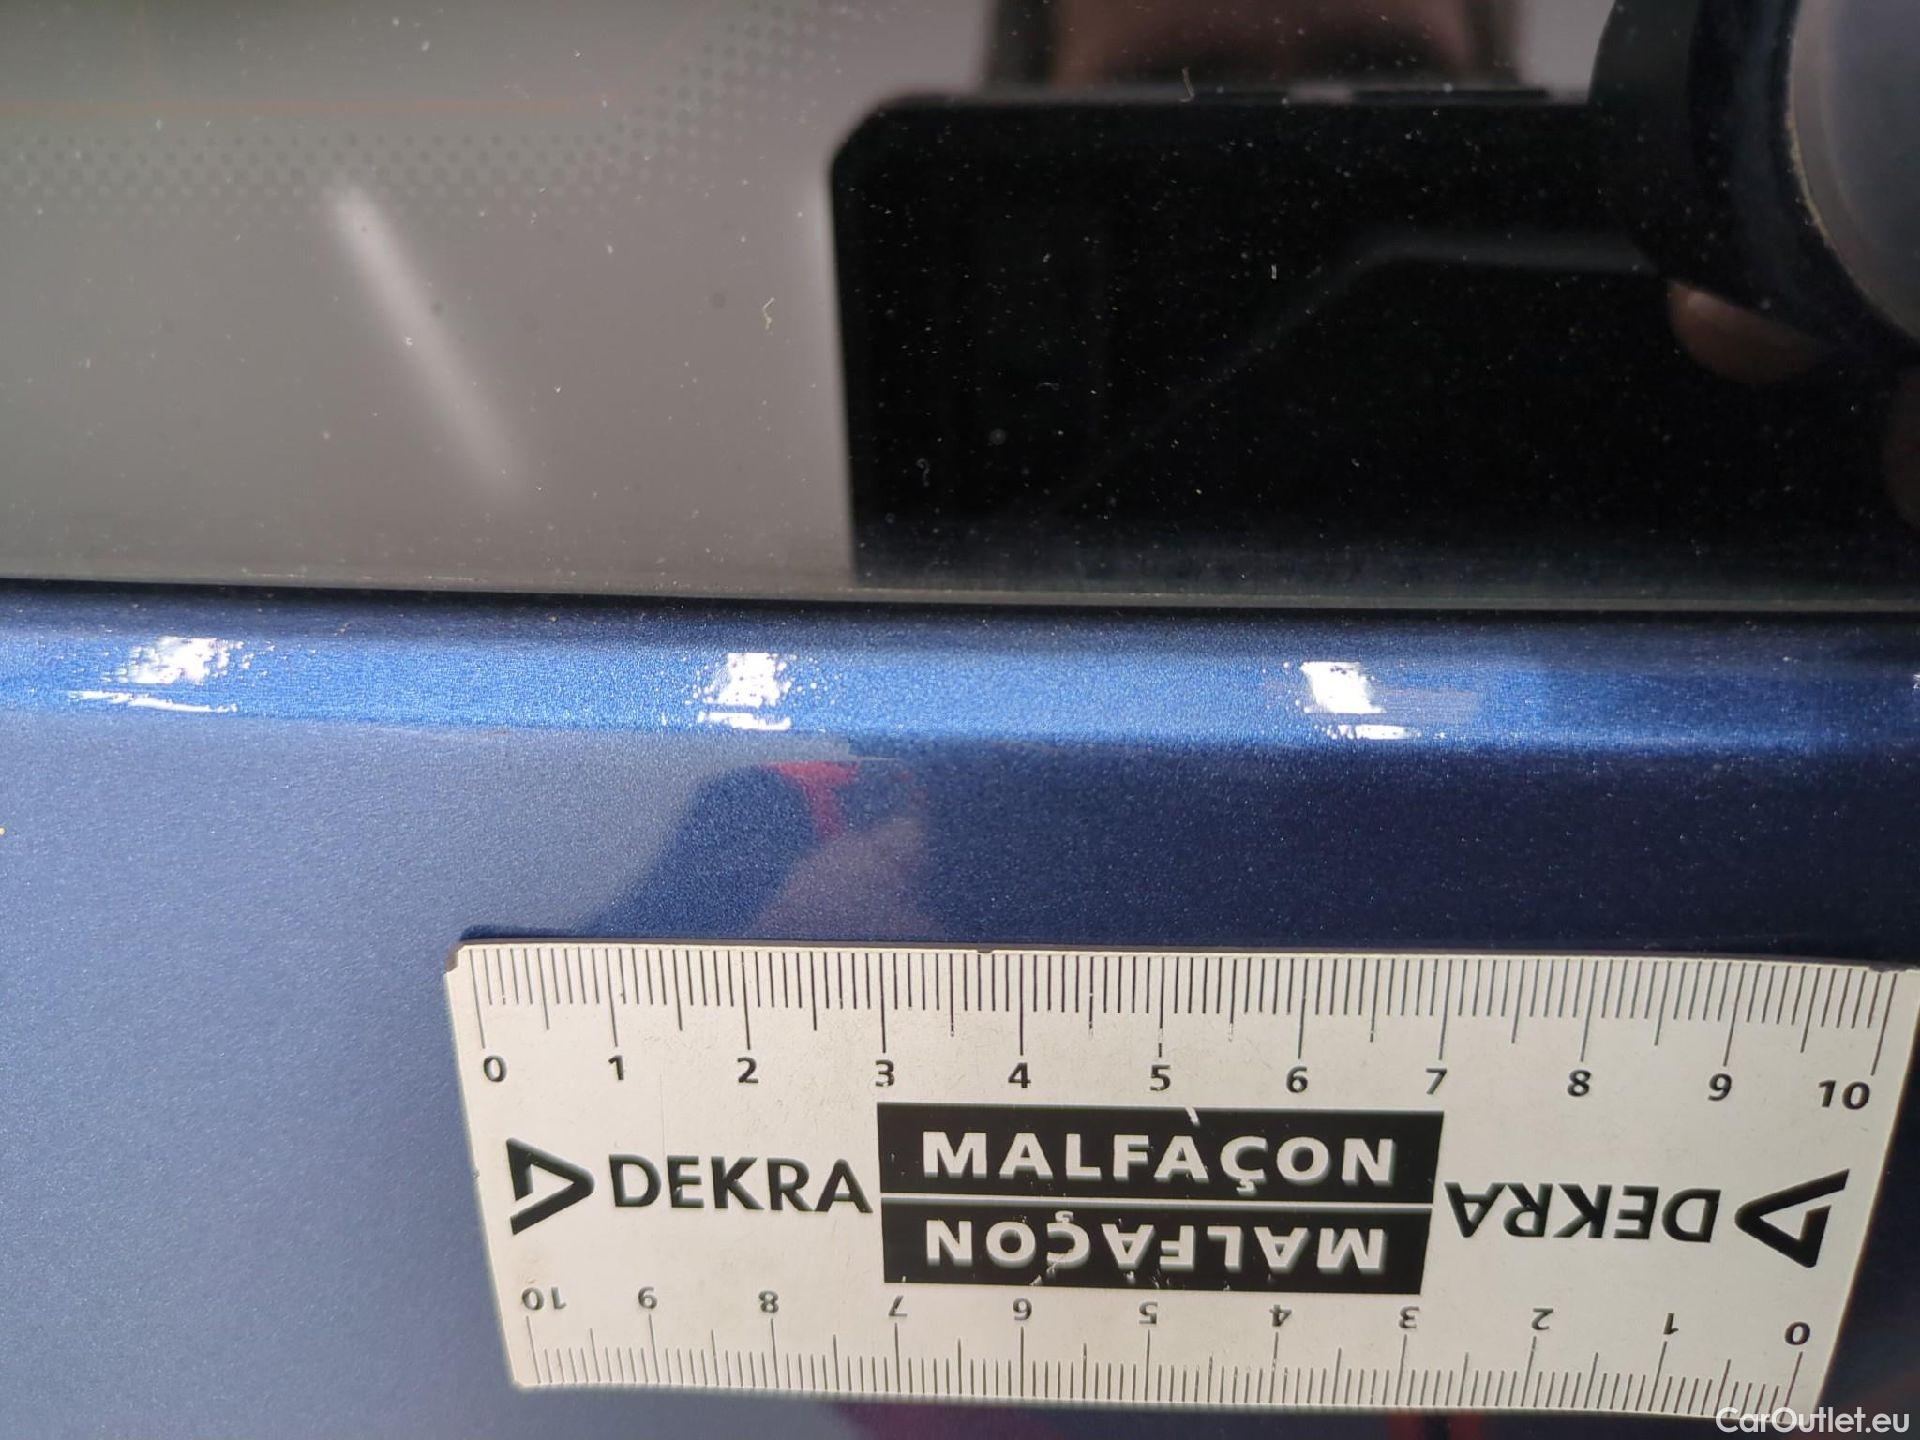 0 1 2 3 4 5 6 7 8 9 10
DEKRA MALFAÇON DEKRA
MALFAÇON
10 9 8 7 6 5 4 3 2 1 0
CarOutlet.eu